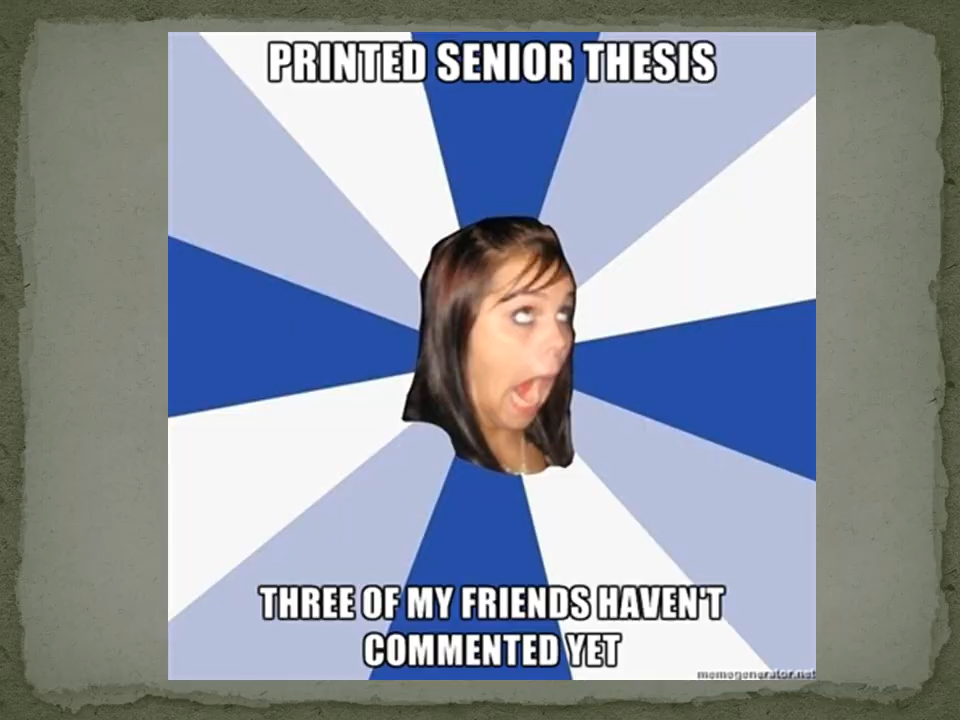 PRINTED SENIOR THESIS
THREE OF MY FRIENDS HAVEN'T
COMMENTED YET
memegenerator.net